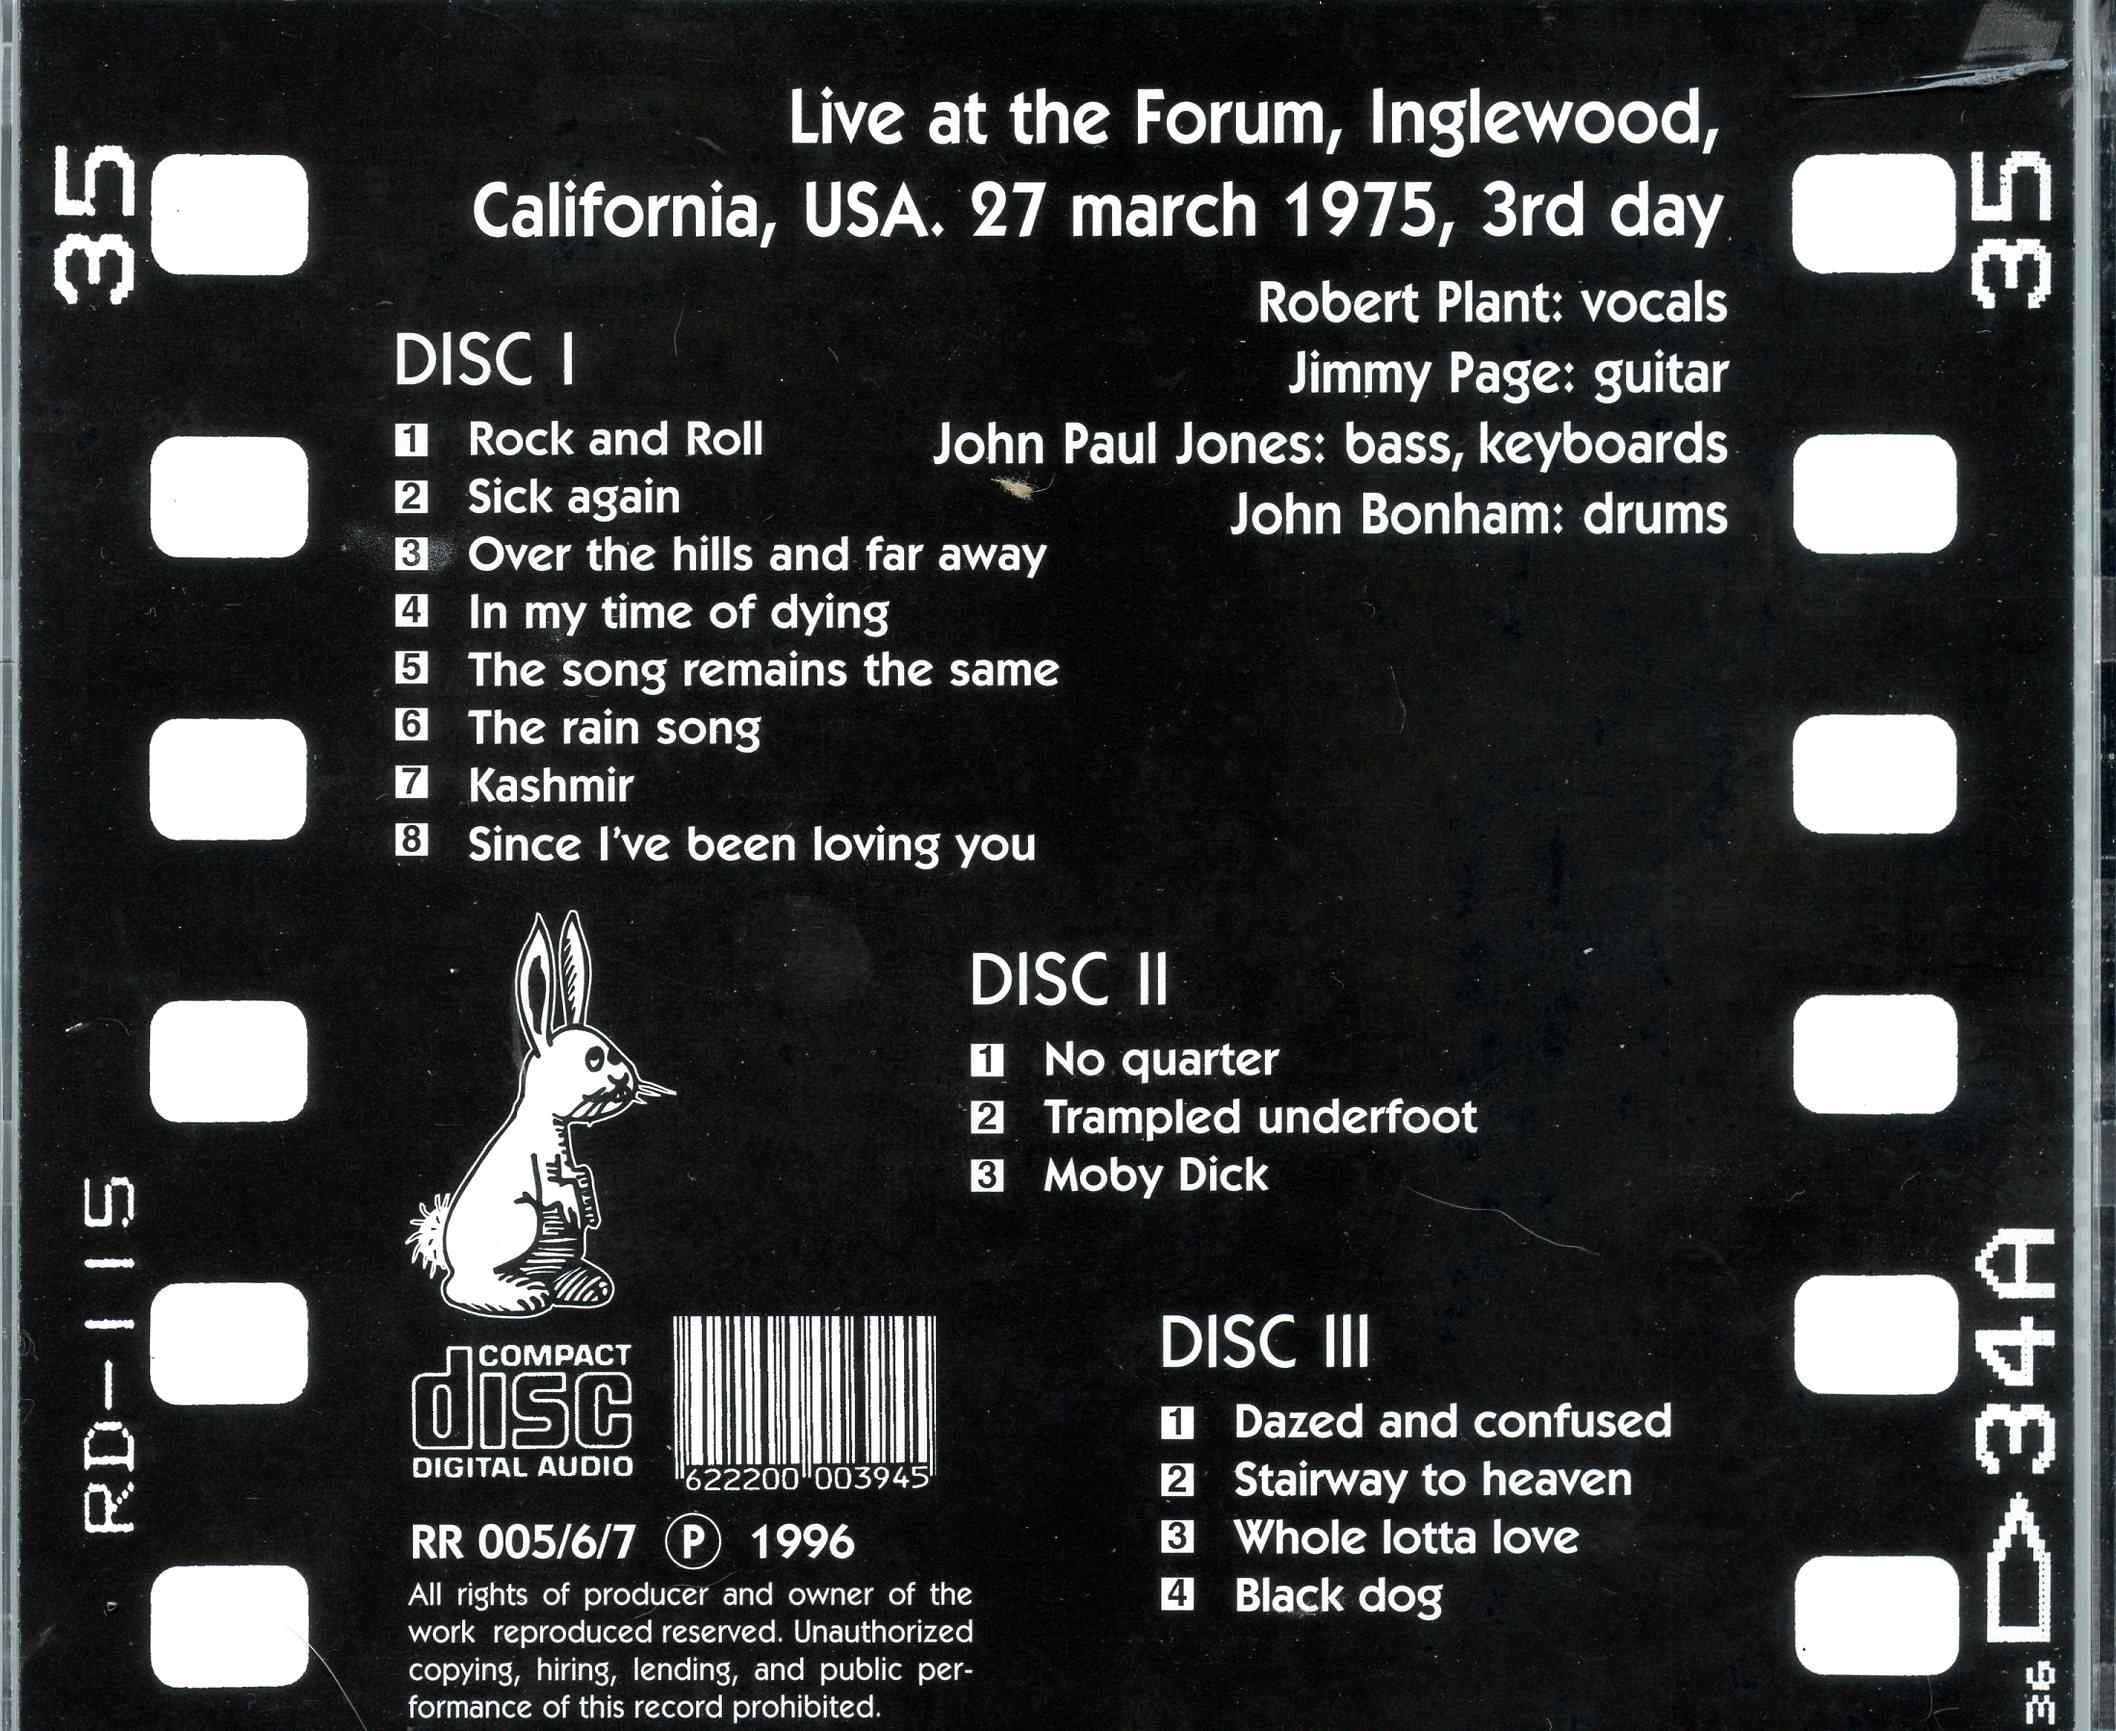 Live at the Forum, Inglewood,
California, USA. 27 march 1975, 3rd day
Robert Plant: vocals
Jimmy Page: guitar
John Paul Jones: bass, keyboards
John Bonham: drums
DISC I
1 Rock and Roll
2 Sick again
3 Over the hills and far away
4 In my time of dying
5 The song remains the same
6 The rain song
7 Kashmir
8 Since I've been loving you
DISC II
1 No quarter
2 Trampled underfoot
3 Moby Dick
DISC III
1 Dazed and confused
2 Stairway to heaven
3 Whole lotta love
4 Black dog
COMPACT
disc
DIGITAL AUDIO
622200 003945
RR 005/6/7 Ⓟ 1996
All rights of producer and owner of the
work reproduced reserved. Unauthorized
copying, hiring, lending, and public per-
formance of this record prohibited.
35
RD-115
35
34A
36